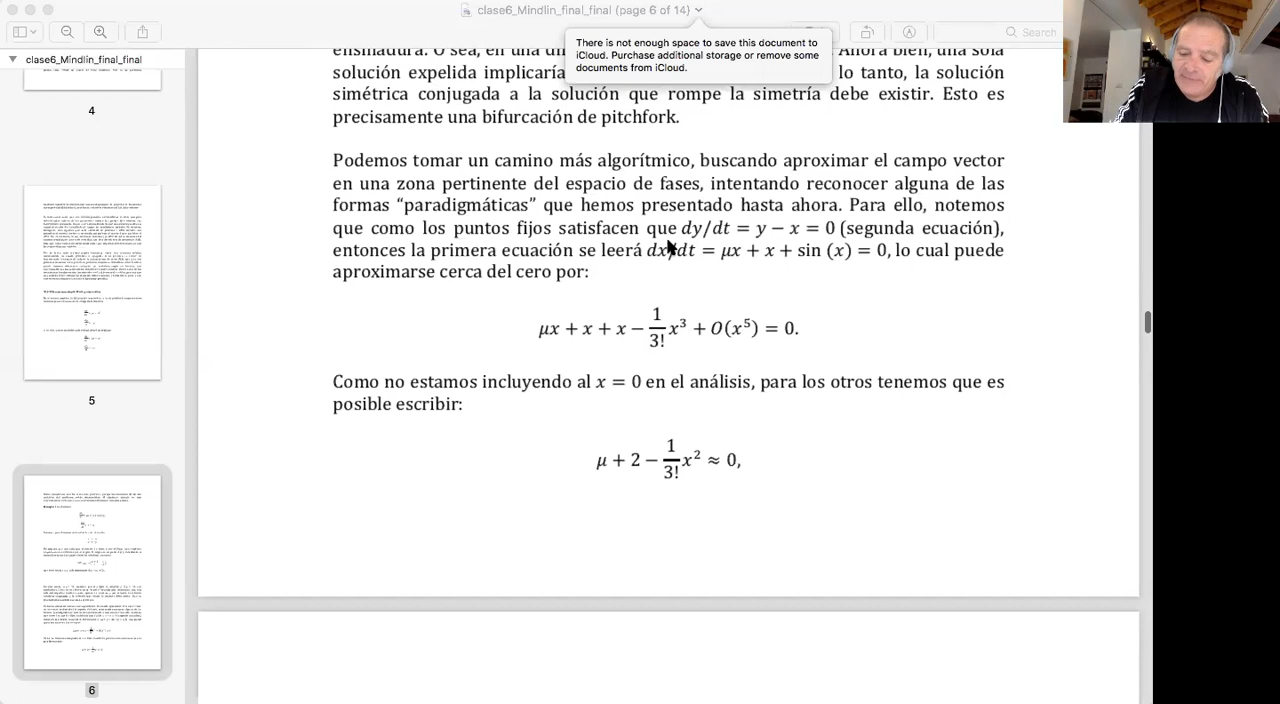 clase6_Mindlin_final_final (page 6 of 14)
Search
There is not enough space to save this document to
iCloud. Purchase additional storage or remove some
documents from iCloud.
clase6_Mindlin_final_final
4
5
6
solución expelida implicaría lo tanto, la solución
simétrica conjugada a la solución que rompe la simetría debe existir. Esto es
precisamente una bifurcación de pitchfork.
Podemos tomar un camino más algorítmico, buscando aproximar el campo vector
en una zona pertinente del espacio de fases, intentando reconocer alguna de las
formas “paradigmatias” que hemos presentado hasta ahora. Para ello, notemos
que como los puntos fijos satisfacen que dy/dt = y − x = 0 (segunda ecuación),
entonces la primera ecuación se leerá dx/dt = μx + x + sin (x) = 0, lo cual puede
aproximarse cerca de cero por:
μx + x + x − 1/3! x³ + O(x⁵) = 0.
Como no estamos incluyendo al x = 0 en el análisis, para los otros tenemos que es
posible escribir:
μ + 2 − 1/3! x² ≈ 0,